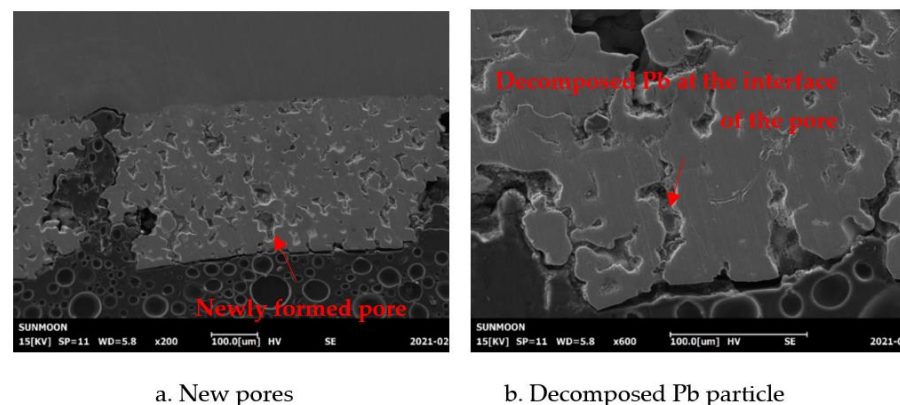 Newly formed pore
SUNMOON
15[KV] SP=11 WD=5.8 x200 100.0[um] HV SE 2021-02
Decomposed Pb at the interface
of the pore
SUNMOON
15[KV] SP=11 WD=5.8 x600 100.0[um] HV SE 2021-0
a. New pores
b. Decomposed Pb particle